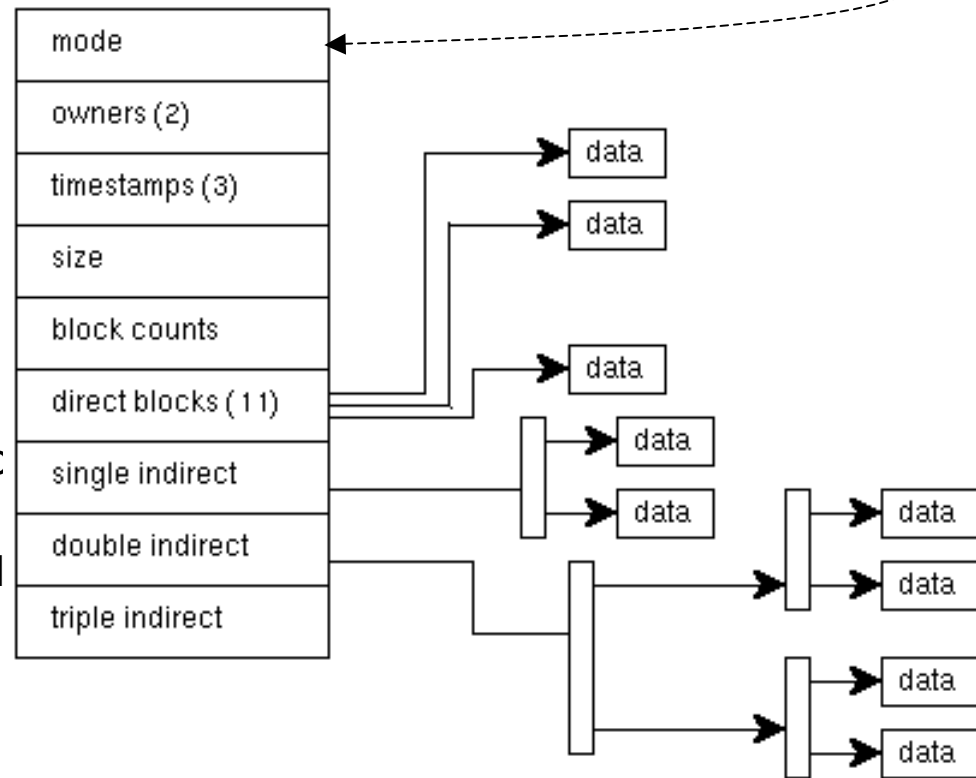 mode
owners (2)
timestamps (3)
size
block counts
direct blocks (11)
single indirect
double indirect
triple indirect
data
data
data
data
data
data
data
data
data